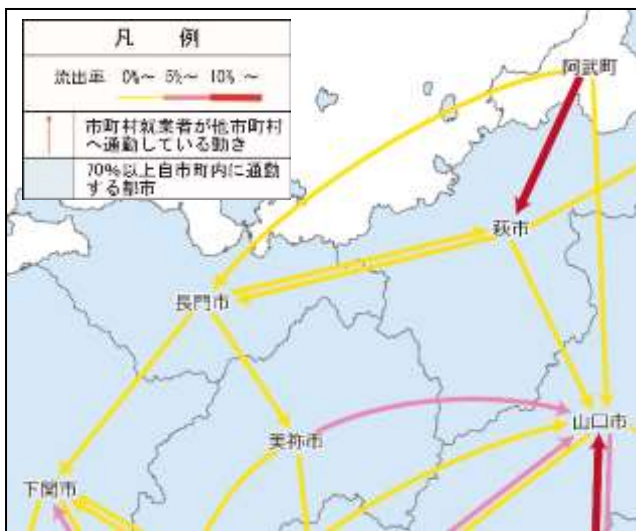 凡　例
流出率　0%～　5%～　10%～
市町村就業者が他市町村
へ通勤している動き
70%以上自市町内に通勤
する都市
阿武町
萩市
長門市
山口市
美祢市
下関市